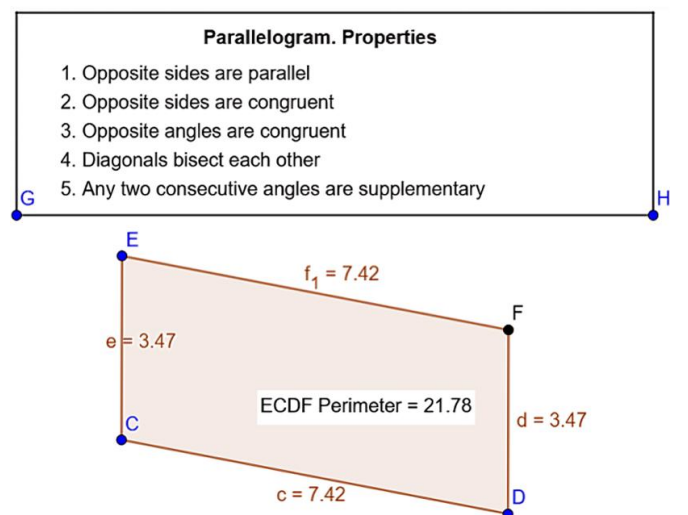 Parallelogram. Properties
1. Opposite sides are parallel
2. Opposite sides are congruent
3. Opposite angles are congruent
4. Diagonals bisect each other
5. Any two consecutive angles are supplementary
G
H
E
f₁ = 7.42
F
e = 3.47
ECDF Perimeter = 21.78
C
d = 3.47
c = 7.42
D